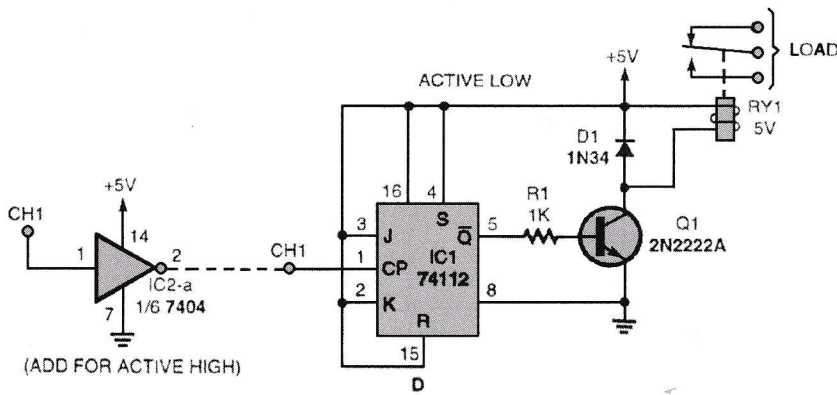 LOAD
+5V
ACTIVE LOW
RY1
5V
D1
1N34
+5V
16
4
R1
1K
CH1
14
3
J
S
Q̅
5
Q1
2N2222A
1
2
CH1
1
CP
IC1
74112
IC2-a
1/6 7404
7
2
K
8
R
(ADD FOR ACTIVE HIGH)
15
D